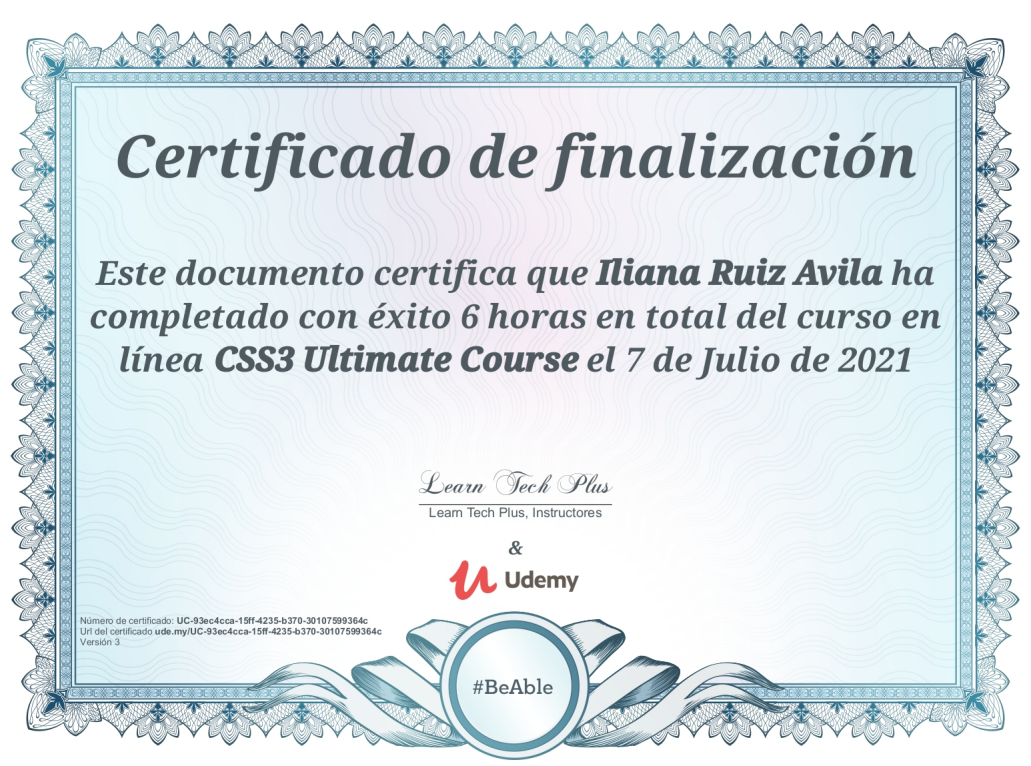 Certificado de finalización
Este documento certifica que Iliana Ruiz Avila ha
completado con éxito 6 horas en total del curso en
línea CSS3 Ultimate Course el 7 de Julio de 2021
Learn Tech Plus
Learn Tech Plus, Instructores
&
Udemy
Número de certificado: UC-93ec4cca-15ff-4235-b370-30107599364c
Url del certificado ude.my/UC-93ec4cca-15ff-4235-b370-30107599364c
Versión 3
#BeAble